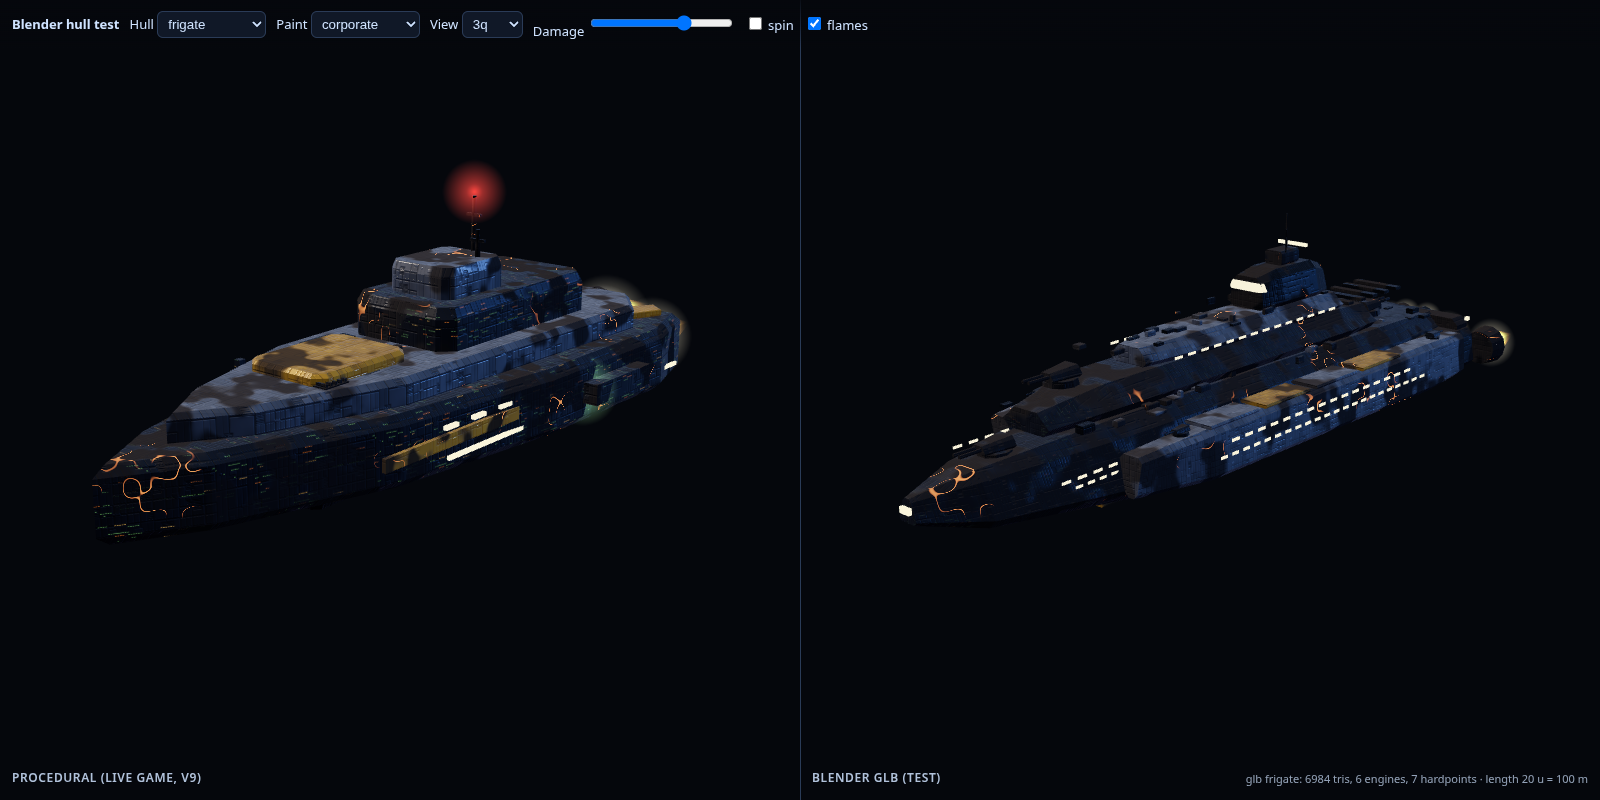 Blender hull test Hull frigate Paint corporate View 3q Damage spin flames
PROCEDURAL (LIVE GAME, V9)
BLENDER GLB (TEST)
glb frigate: 6984 tris, 6 engines, 7 hardpoints · length 20 u = 100 m